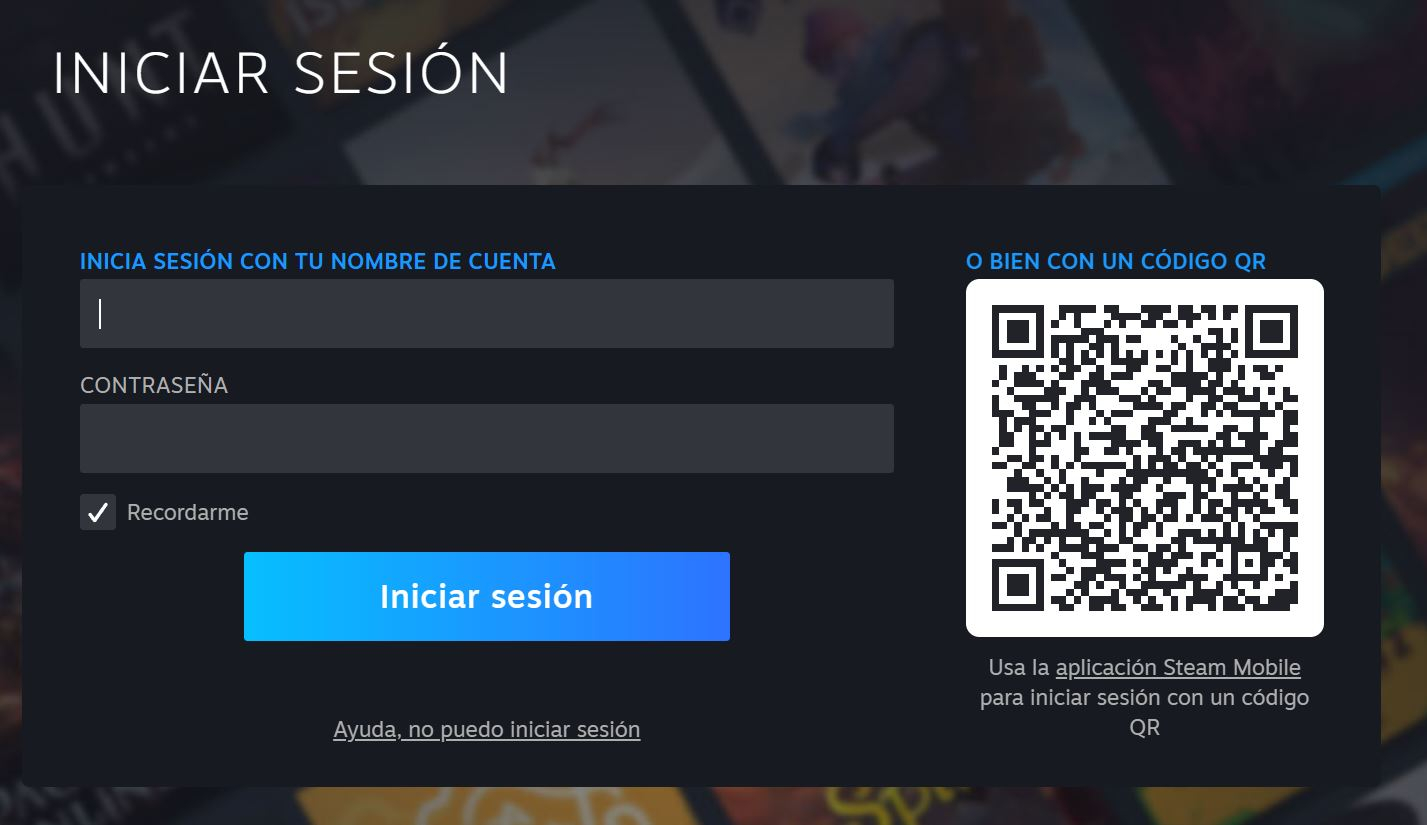 INICIAR SESIÓN
INICIA SESIÓN CON TU NOMBRE DE CUENTA
O BIEN CON UN CÓDIGO QR
CONTRASEÑA
Recordarme
Iniciar sesión
Usa la aplicación Steam Mobile
para iniciar sesión con un código
QR
Ayuda, no puedo iniciar sesión